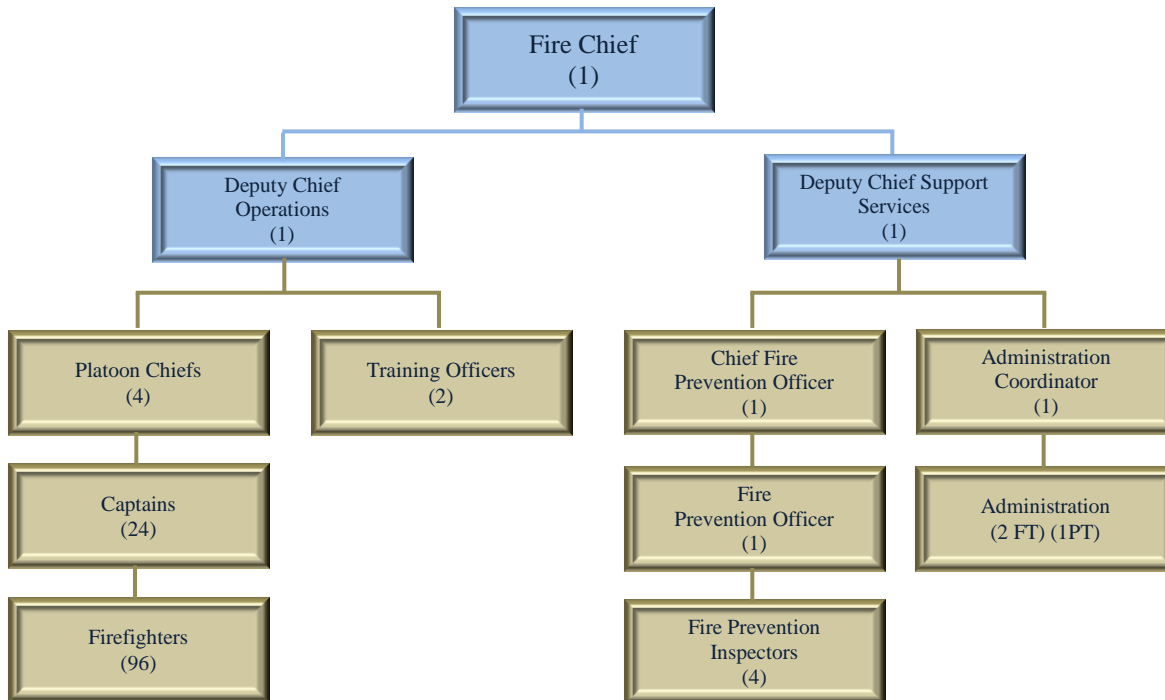 Fire Chief
(1)
Deputy Chief
Operations
(1)
Deputy Chief Support
Services
(1)
Platoon Chiefs
(4)
Training Officers
(2)
Chief Fire
Prevention Officer
(1)
Administration
Coordinator
(1)
Captains
(24)
Fire
Prevention Officer
(1)
Administration
(2 FT) (1PT)
Firefighters
(96)
Fire Prevention
Inspectors
(4)